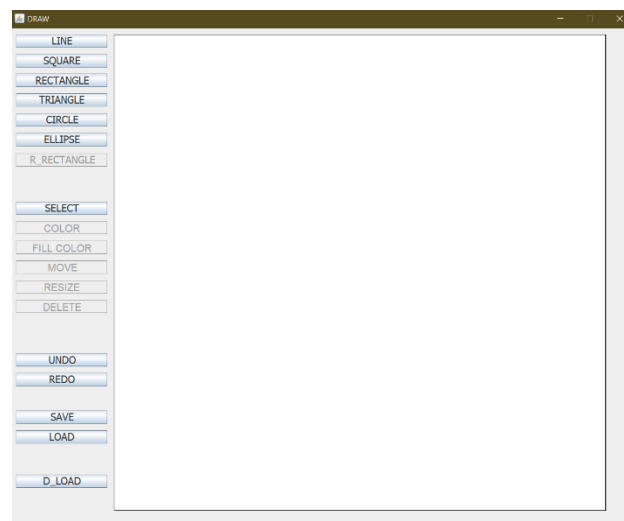 DRAW
LINE
SQUARE
RECTANGLE
TRIANGLE
CIRCLE
ELLIPSE
R_RECTANGLE
SELECT
COLOR
FILL COLOR
MOVE
RESIZE
DELETE
UNDO
REDO
SAVE
LOAD
D_LOAD